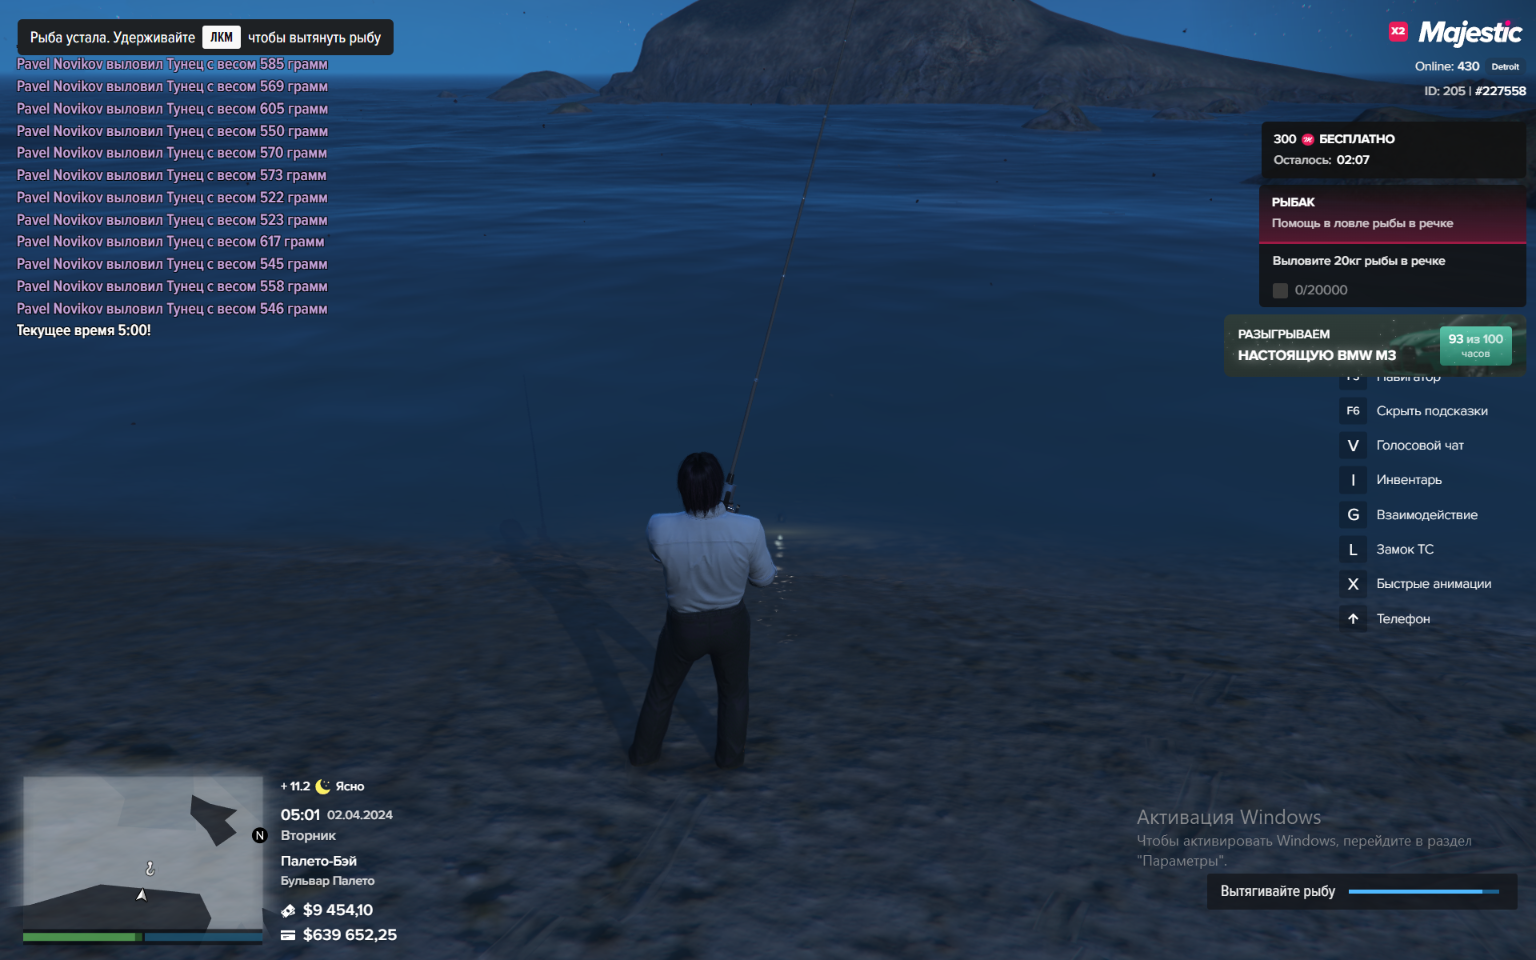 Рыба устала. Удерживайте ЛКМ чтобы вытянуть рыбу
Pavel Novikov выловил Тунец с весом 585 грамм
Pavel Novikov выловил Тунец с весом 569 грамм
Pavel Novikov выловил Тунец с весом 605 грамм
Pavel Novikov выловил Тунец с весом 550 грамм
Pavel Novikov выловил Тунец с весом 570 грамм
Pavel Novikov выловил Тунец с весом 573 грамм
Pavel Novikov выловил Тунец с весом 522 грамм
Pavel Novikov выловил Тунец с весом 523 грамм
Pavel Novikov выловил Тунец с весом 617 грамм
Pavel Novikov выловил Тунец с весом 545 грамм
Pavel Novikov выловил Тунец с весом 558 грамм
Pavel Novikov выловил Тунец с весом 546 грамм
Текущее время 5:00!
X2 Majestic
Online: 430 Detroit
ID: 205 | #227558
300 БЕСПЛАТНО
Осталось: 02:07
РЫБАК
Помощь в ловле рыбы в речке
Выловите 20кг рыбы в речке
0/20000
РАЗЫГРЫВАЕМ
НАСТОЯЩУЮ BMW M3
93 из 100
часов
Навигатор
F6 Скрыть подсказки
V Голосовой чат
I Инвентарь
G Взаимодействие
L Замок ТС
X Быстрые анимации
Телефон
N
+ 11.2 Ясно
05:01 02.04.2024
Вторник
Палето-Бэй
Бульвар Палето
$9 454,10
$639 652,25
Активация Windows
Чтобы активировать Windows, перейдите в раздел
"Параметры".
Вытягивайте рыбу